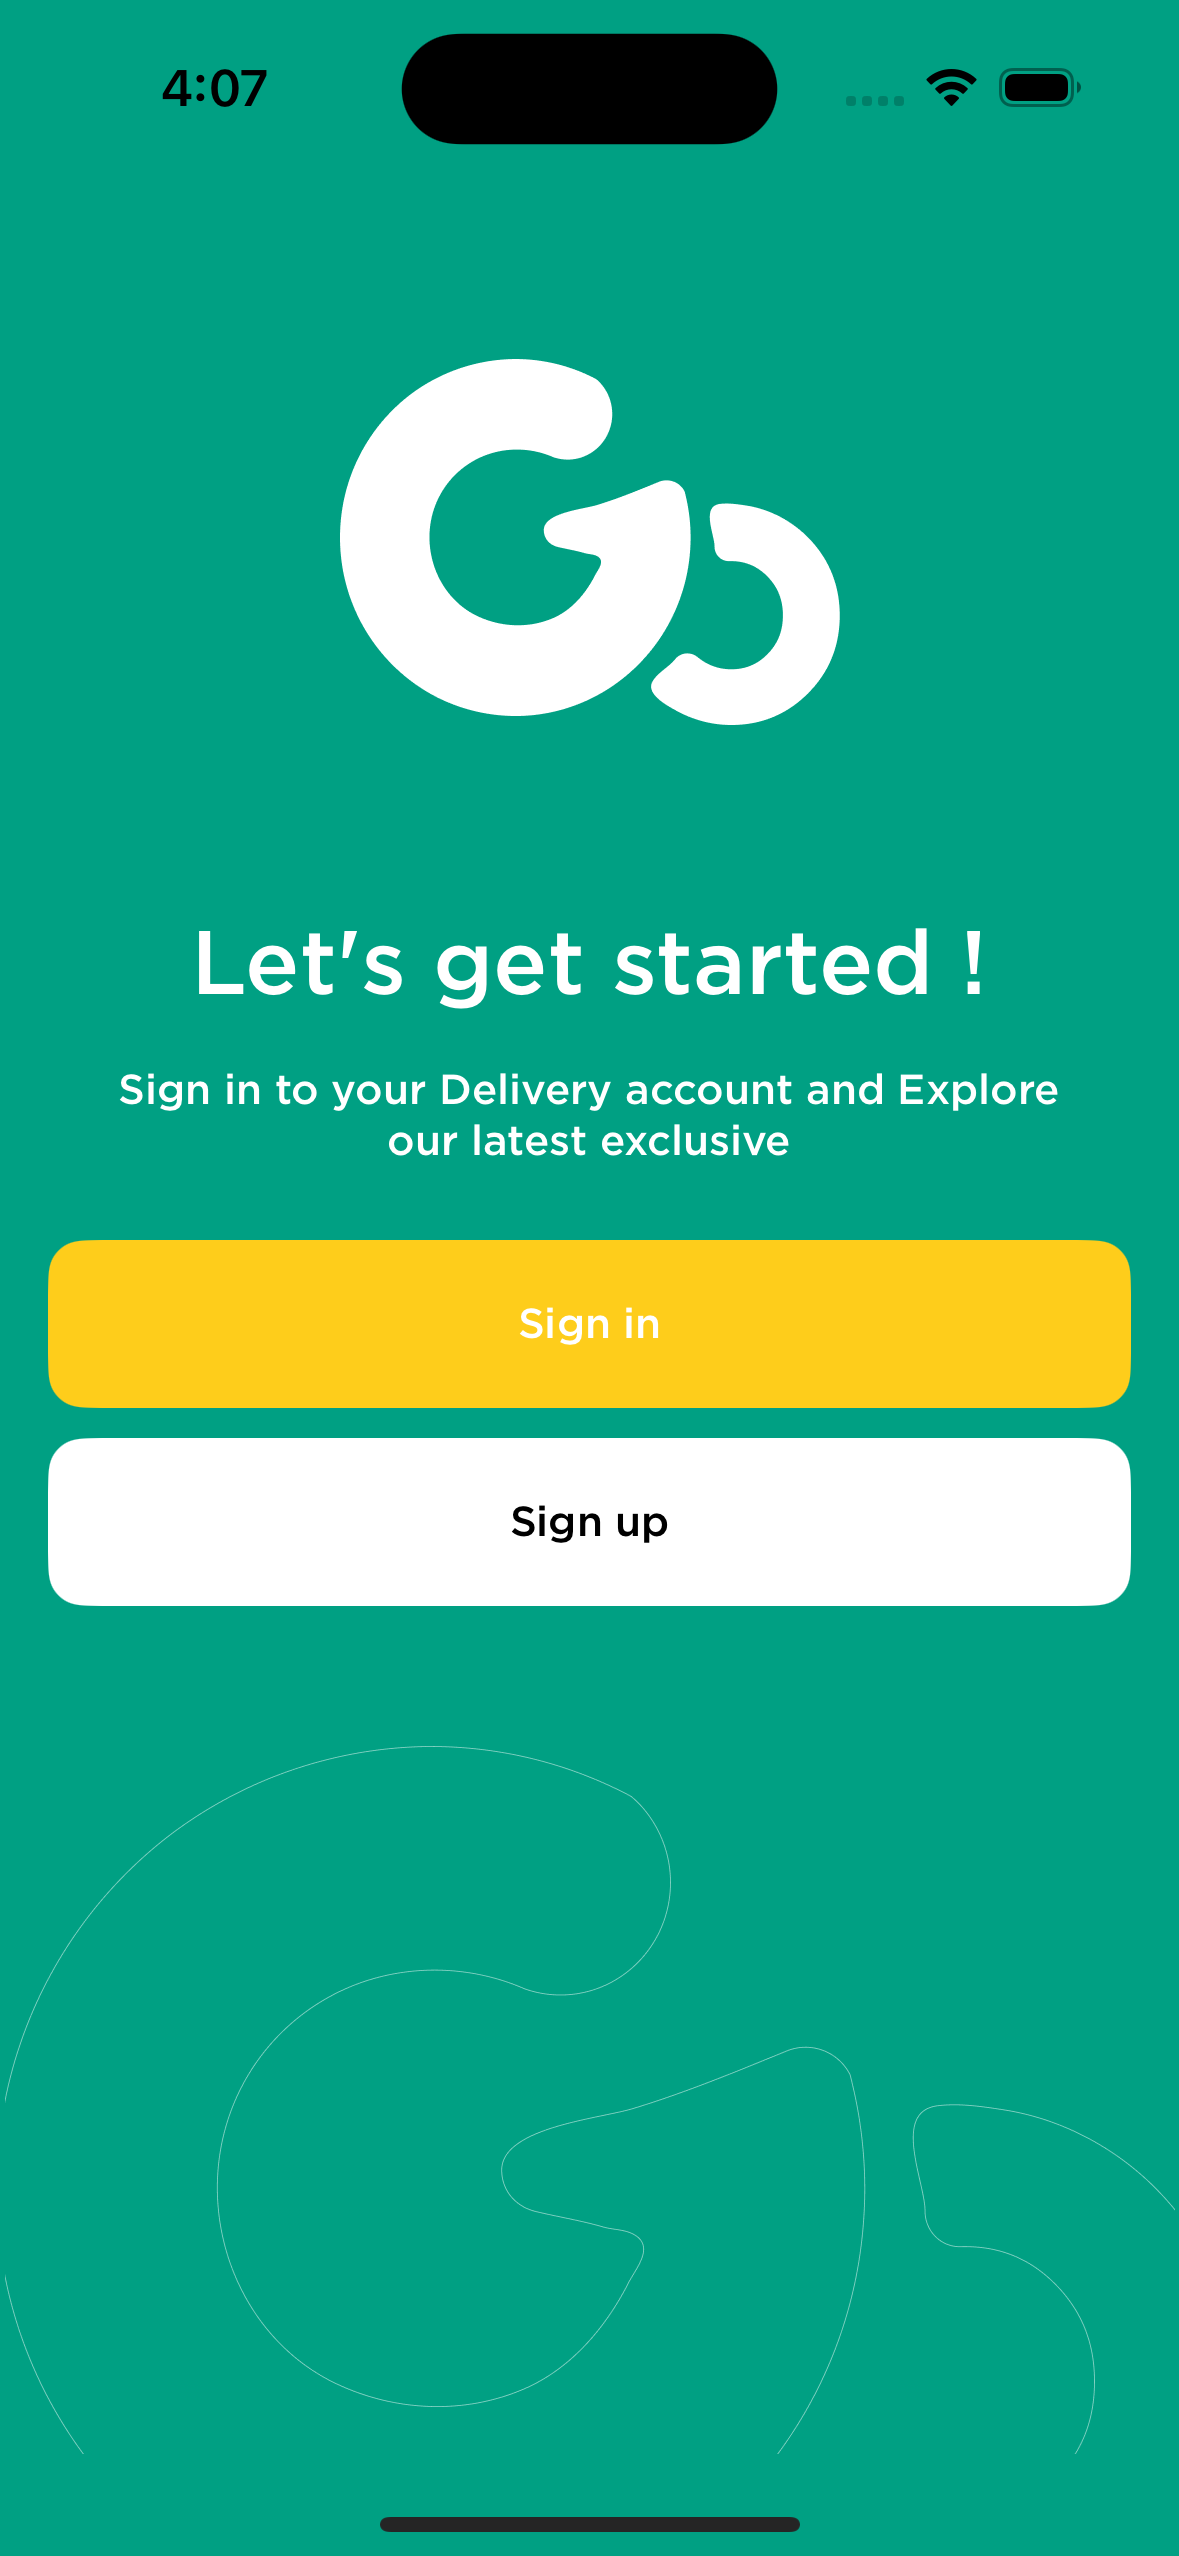 4:07
Let's get started !
Sign in to your Delivery account and Explore
our latest exclusive
Sign in
Sign up